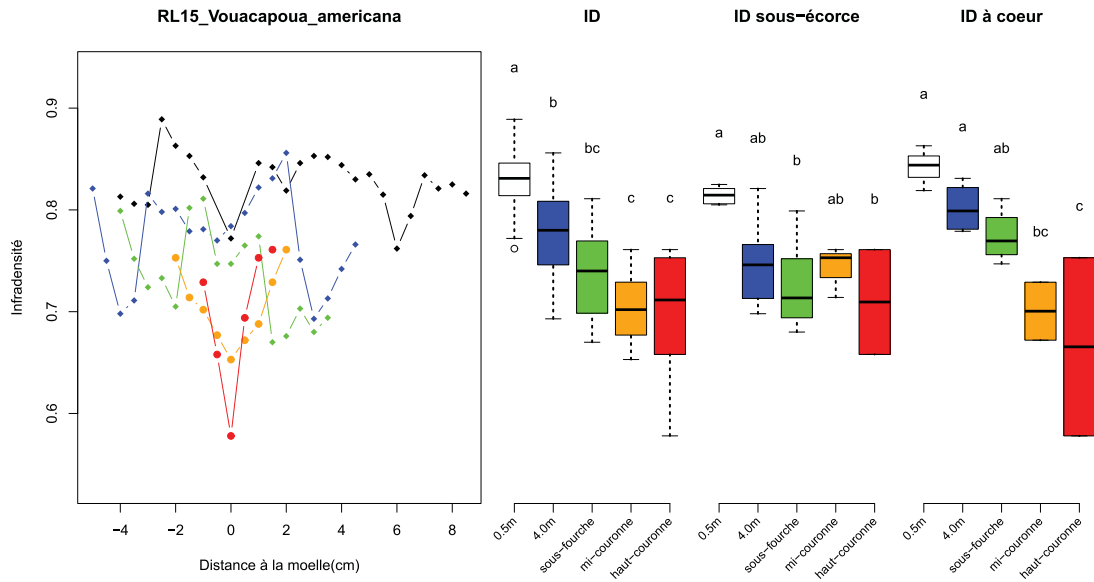 RL15_Vouacapoua_americana
ID
ID sous−écorce
ID à coeur
Infradensité
0.9
0.8
0.7
0.6
−4
−2
0
2
4
6
8
Distance à la moelle(cm)
a
b
bc
c
c
0.5m
4.0m
sous−fourche
mi−couronne
haut−couronne
a
ab
b
ab
b
0.5m
4.0m
sous−fourche
mi−couronne
haut−couronne
a
a
ab
bc
c
0.5m
4.0m
sous−fourche
mi−couronne
haut−couronne